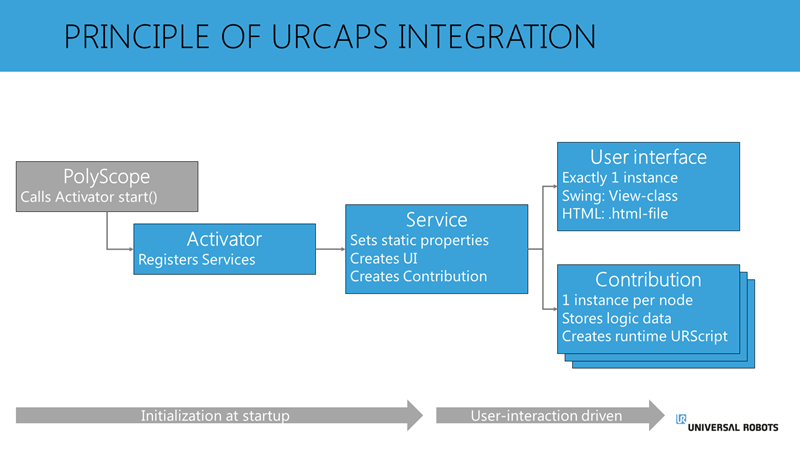 PRINCIPLE OF URCAPS INTEGRATION
PolyScope
Calls Activator start()
Activator
Registers Services
Service
Sets static properties
Creates UI
Creates Contribution
User interface
Exactly 1 instance
Swing: View-class
HTML: .html-file
Contribution
1 instance per node
Stores logic data
Creates runtime URScript
Initialization at startup
User-interaction driven
UR
UNIVERSAL ROBOTS